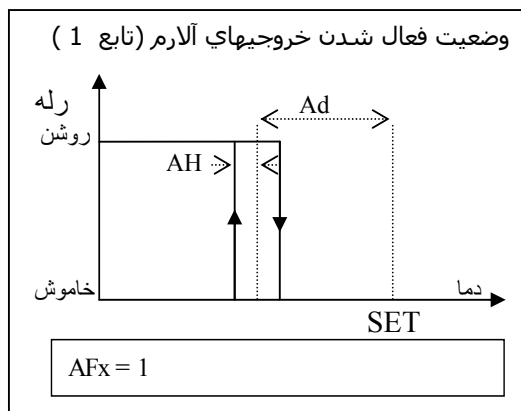 وضعيت فعال شدن خروجيهاي آلارم (تابع 1 )
رله
روشن
Ad
AH
خاموش
دما
SET
AFx = 1